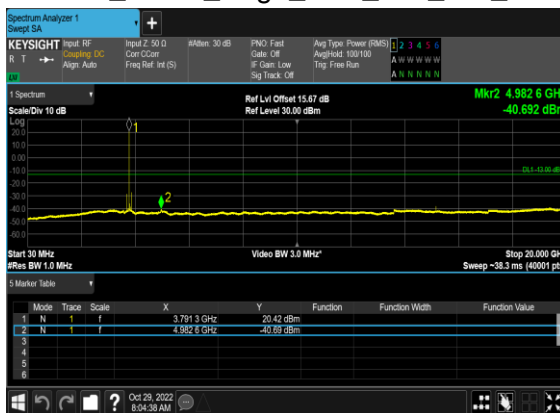 Spectrum Analyzer 1
Swept SA
KEYSIGHT
R T
Input: RF
Coupling: DC
Align: Auto
Input Z: 50 Ω
Corr CCorr
Freq Ref: Int (S)
#Atten: 30 dB
PNO: Fast
Gate: Off
IF Gain: Low
Sig Track: Off
Avg Type: Power (RMS)
Avg|Hold: 100/100
Trig: Free Run
1 2 3 4 5 6
A W W W W W
A N N N N N
1 Spectrum
Scale/Div 10 dB
Ref Lvl Offset 15.67 dB
Ref Level 30.00 dBm
Mkr2 4.982 6 GH
-40.692 dBr
Log
20.0
10.0
0.00
-10.0
-20.0
-30.0
-40.0
-50.0
-60.0
1
2
DL1 -13.00 dB
Start 30 MHz
#Res BW 1.0 MHz
Video BW 3.0 MHz*
Stop 20.000 GH
Sweep ~38.3 ms (40001 pt
5 Marker Table
Mode Trace Scale X Y Function Function Width Function Value
1 N 1 f 3.791 3 GHz 20.42 dBm
2 N 1 f 4.982 6 GHz -40.69 dBm
3
4
5
6
?
Oct 29, 2022
8:04:38 AM